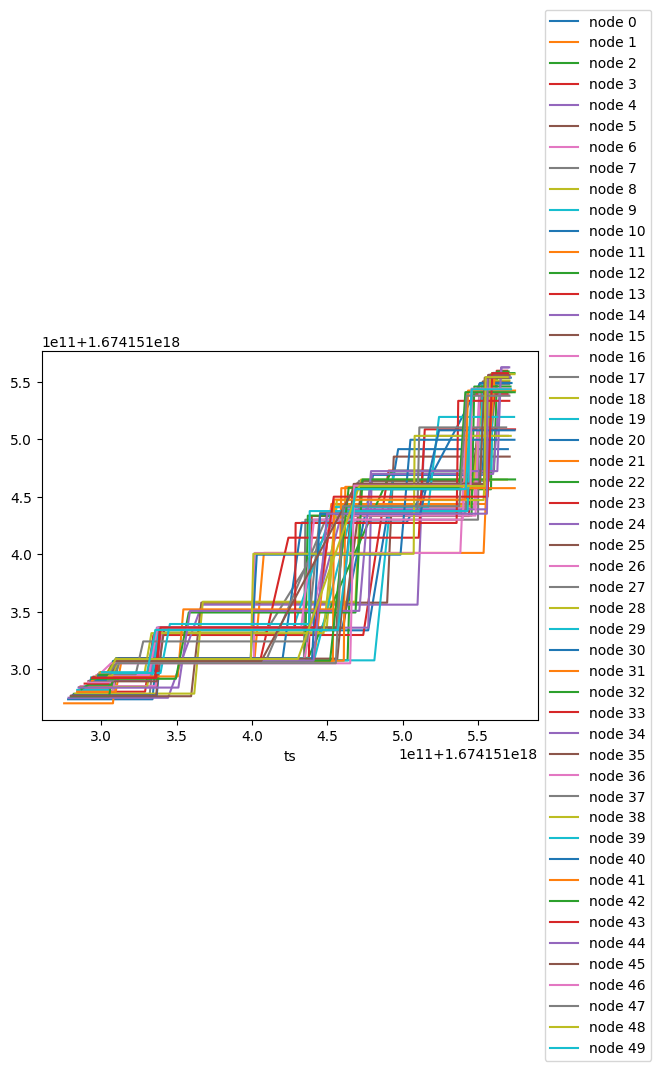 1e11+1.674151e18
5.5
5.0
4.5
4.0
3.5
3.0
3.0 3.5 4.0 4.5 5.0 5.5
ts
1e11+1.674151e18
node 0
node 1
node 2
node 3
node 4
node 5
node 6
node 7
node 8
node 9
node 10
node 11
node 12
node 13
node 14
node 15
node 16
node 17
node 18
node 19
node 20
node 21
node 22
node 23
node 24
node 25
node 26
node 27
node 28
node 29
node 30
node 31
node 32
node 33
node 34
node 35
node 36
node 37
node 38
node 39
node 40
node 41
node 42
node 43
node 44
node 45
node 46
node 47
node 48
node 49